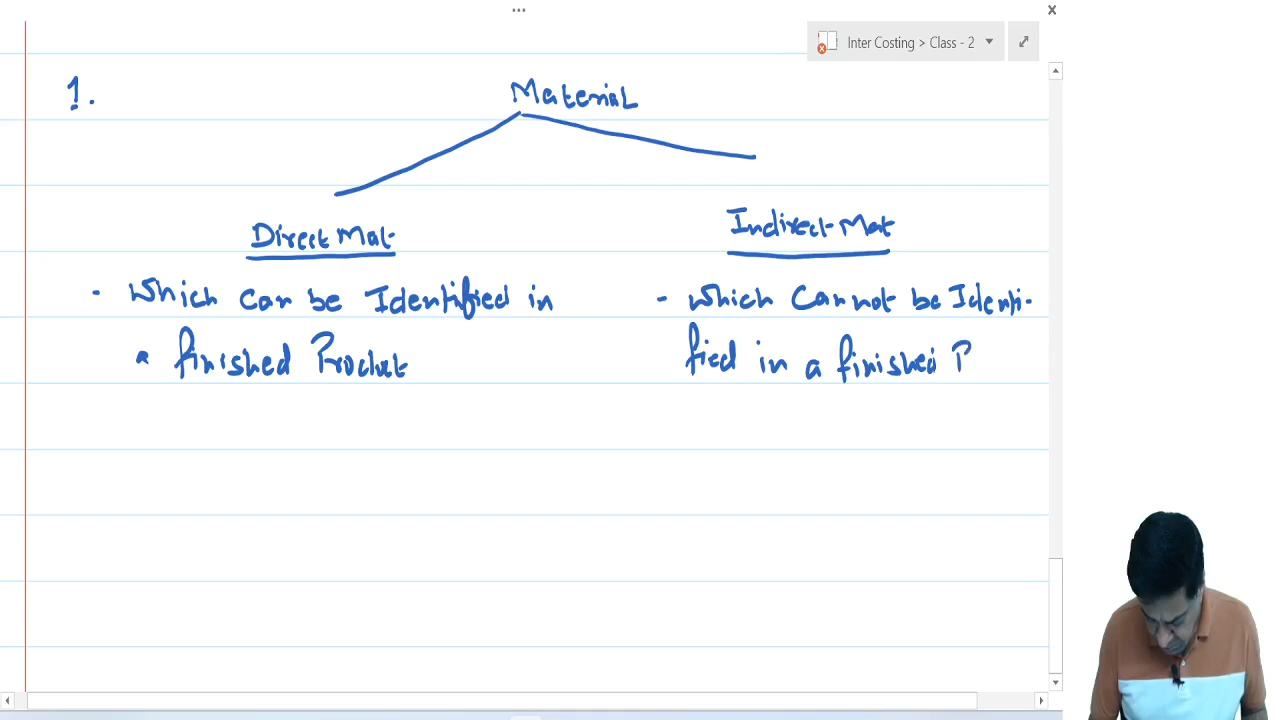 ...
Inter Costing > Class - 2
1. Material
Direct Mat.
Indirect Mat
- Which can be Identified in
a finished Product
- which Cannot be Identi-
fied in a finished P